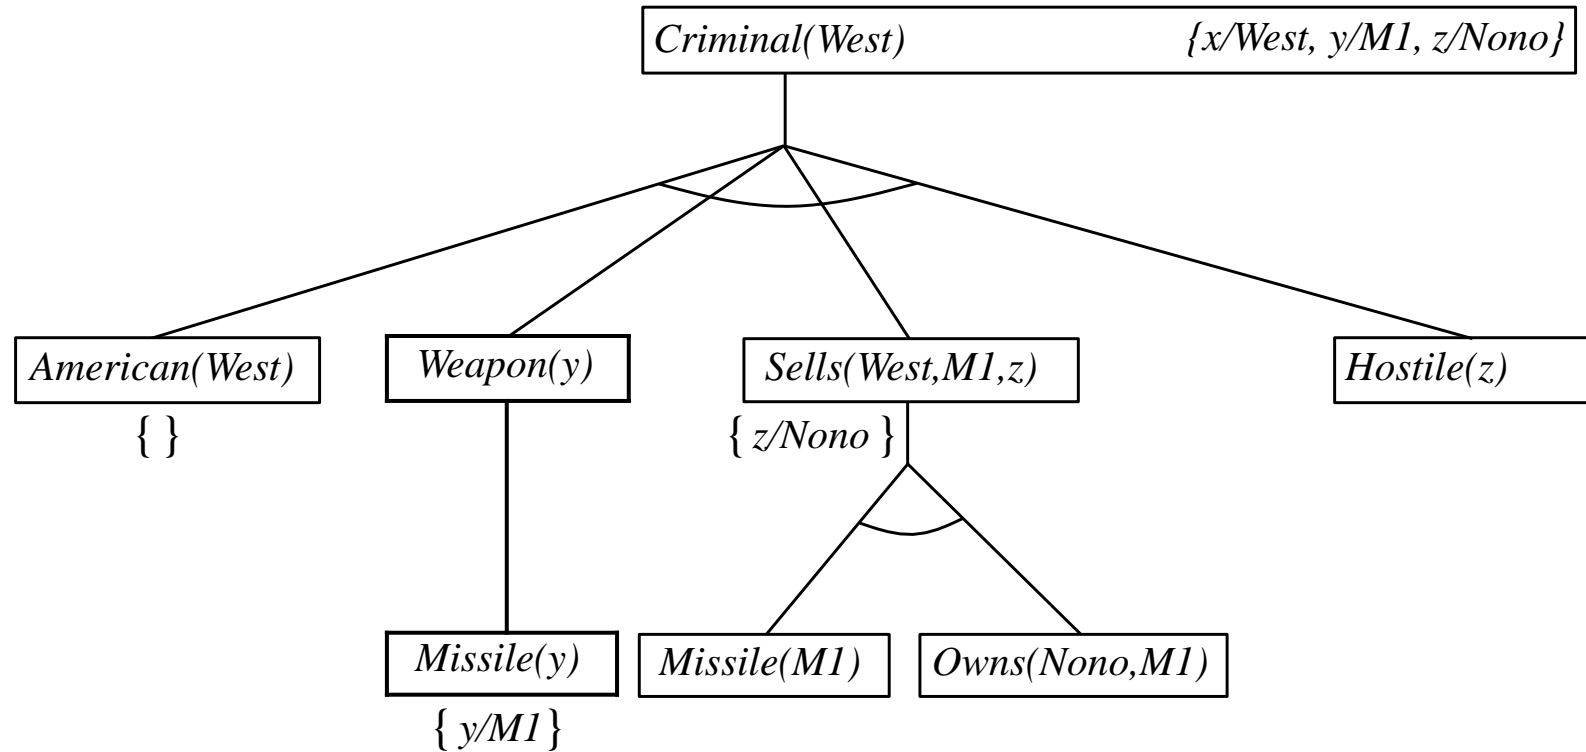 Criminal(West) {x/West, y/M1, z/Nono}
American(West)
Weapon(y)
Sells(West,M1,z)
Hostile(z)
{ }
{ z/Nono }
Missile(y)
Missile(M1)
Owns(Nono,M1)
{ y/M1 }